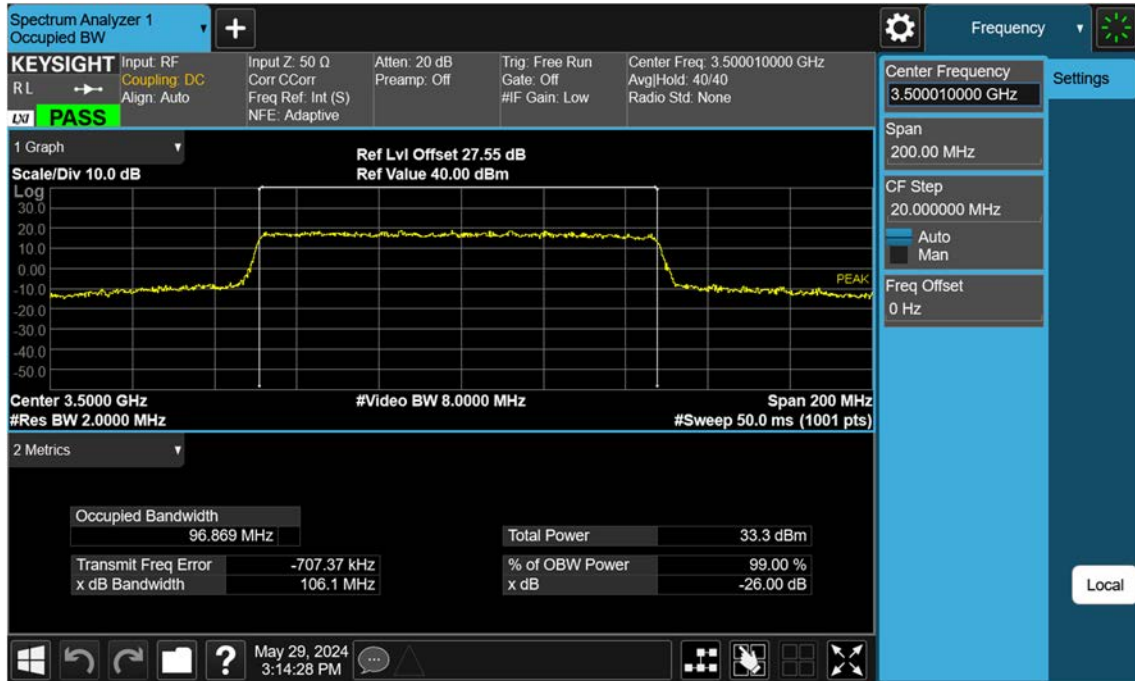 Spectrum Analyzer 1
Occupied BW
+
Frequency
KEYSIGHT
RL
LXI PASS
Input: RF
Coupling: DC
Align: Auto
Input Z: 50 Ω
Corr CCorr
Freq Ref: Int (S)
NFE: Adaptive
Atten: 20 dB
Preamp: Off
Trig: Free Run
Gate: Off
#IF Gain: Low
Center Freq: 3.500010000 GHz
Avg|Hold: 40/40
Radio Std: None
1 Graph
Scale/Div 10.0 dB
Ref Lvl Offset 27.55 dB
Ref Value 40.00 dBm
Log
30.0
20.0
10.0
0.00
-10.0
-20.0
-30.0
-40.0
-50.0
PEAK
Center 3.5000 GHz
#Video BW 8.0000 MHz
Span 200 MHz
#Res BW 2.0000 MHz
#Sweep 50.0 ms (1001 pts)
2 Metrics
Occupied Bandwidth
96.869 MHz
Total Power 33.3 dBm
Transmit Freq Error -707.37 kHz
% of OBW Power 99.00 %
x dB Bandwidth 106.1 MHz
x dB -26.00 dB
?
May 29, 2024
3:14:28 PM
Center Frequency
3.500010000 GHz
Settings
Span
200.00 MHz
CF Step
20.000000 MHz
Auto
Man
Freq Offset
0 Hz
Local